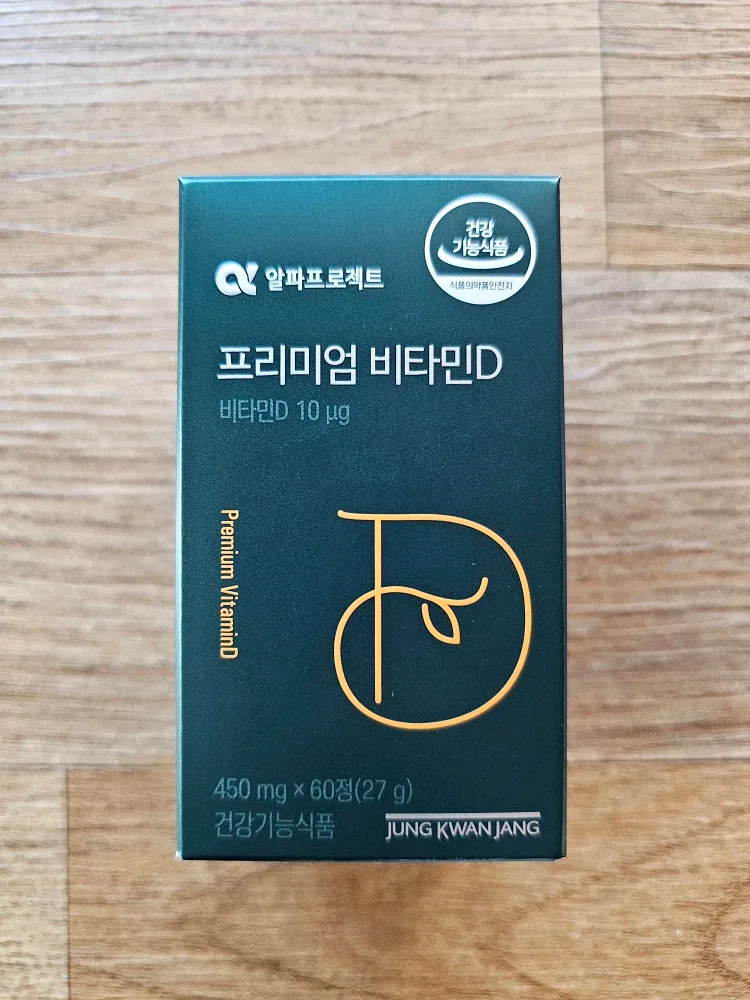 건강
기능식품
식품의약품안전처
알파프로젝트
프리미엄 비타민D
비타민D 10 µg
Premium VitaminD
450 mg × 60정(27 g)
건강기능식품
JUNG KWAN JANG